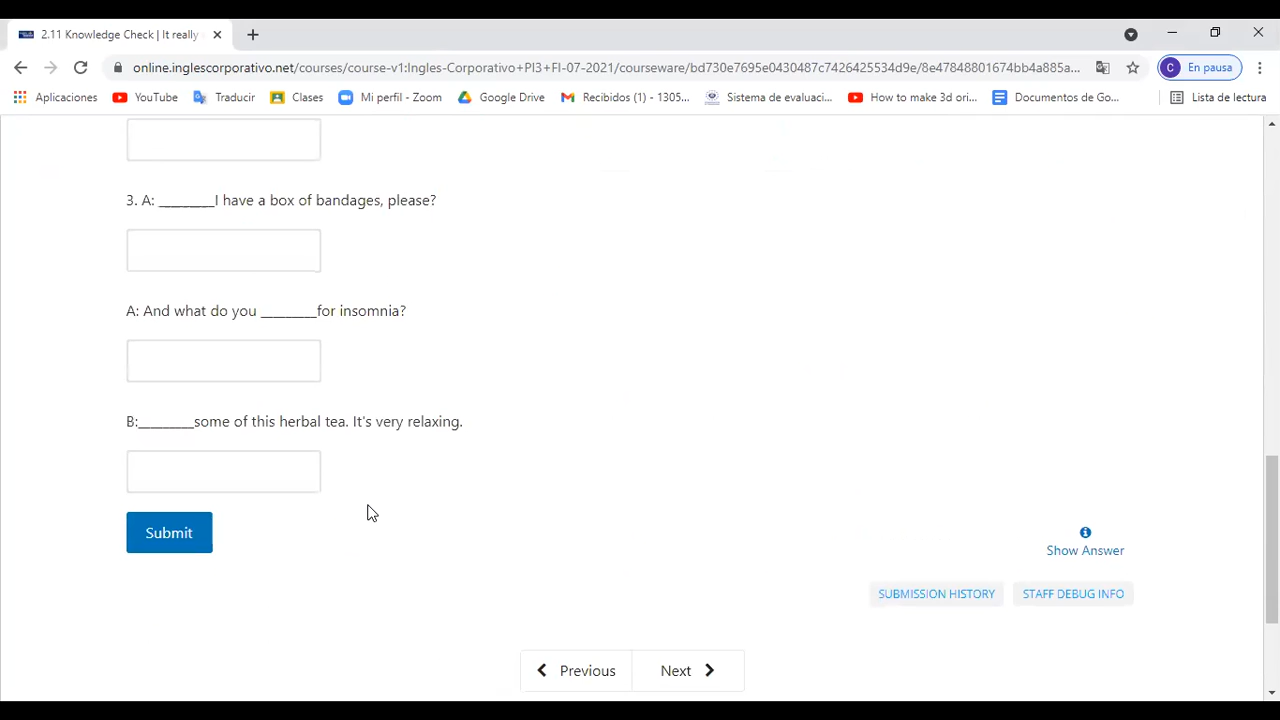 2.11 Knowledge Check | It really
online.inglescorporativo.net/courses/course-v1:Ingles-Corporativo+PI3+FI-07-2021/courseware/bd730e7695e0430487c7426425534d9e/8e47848801674bb4a885a...
C En pausa
Aplicaciones YouTube Traducir Clases Mi perfil - Zoom Google Drive Recibidos (1) - 1305... Sistema de evaluaci... How to make 3d ori... Documentos de Go... Lista de lectura
3. A: ________I have a box of bandages, please?
A: And what do you ________for insomnia?
B:________some of this herbal tea. It's very relaxing.
Submit
Show Answer
SUBMISSION HISTORY STAFF DEBUG INFO
Previous Next